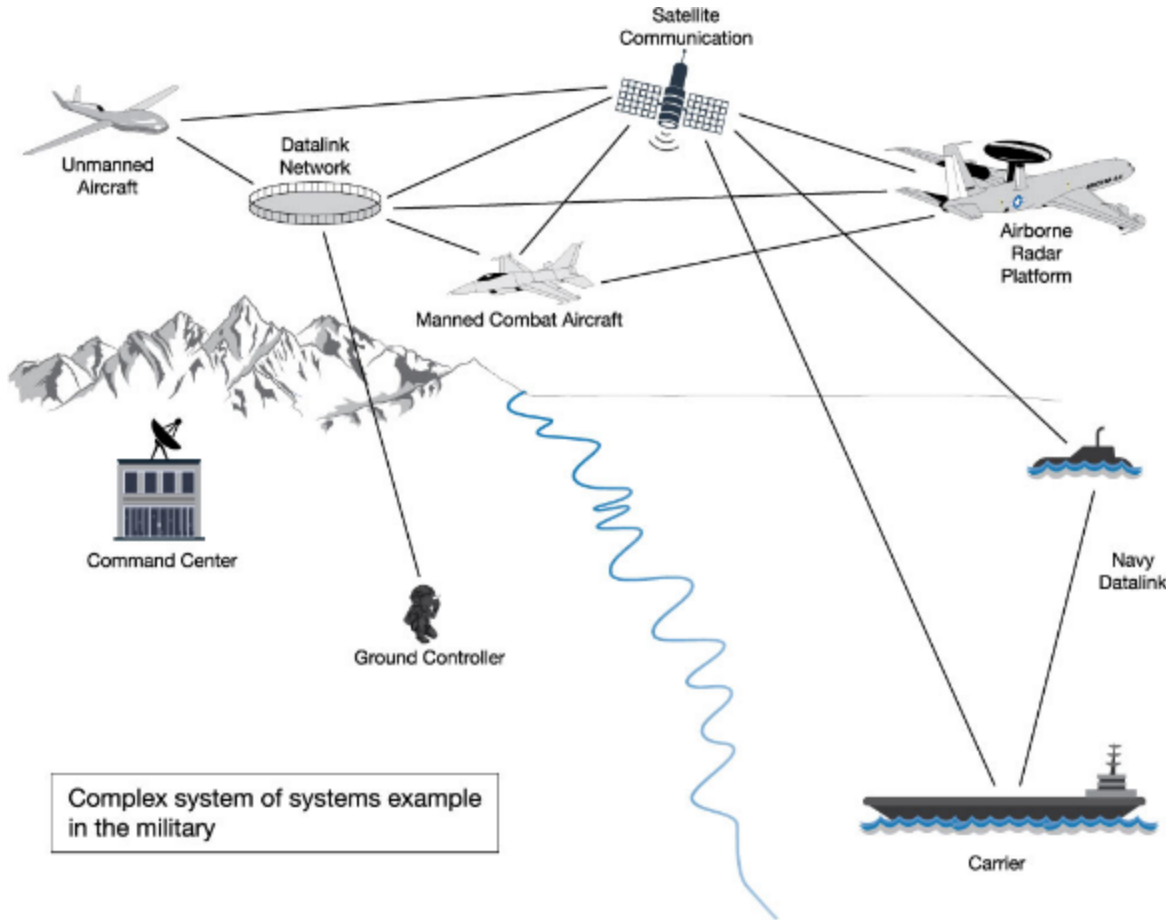 Satellite
Communication
Unmanned
Aircraft
Datalink
Network
Airborne
Radar
Platform
Manned Combat Aircraft
Command Center
Navy
Datalink
Ground Controller
Complex system of systems example
in the military
Carrier